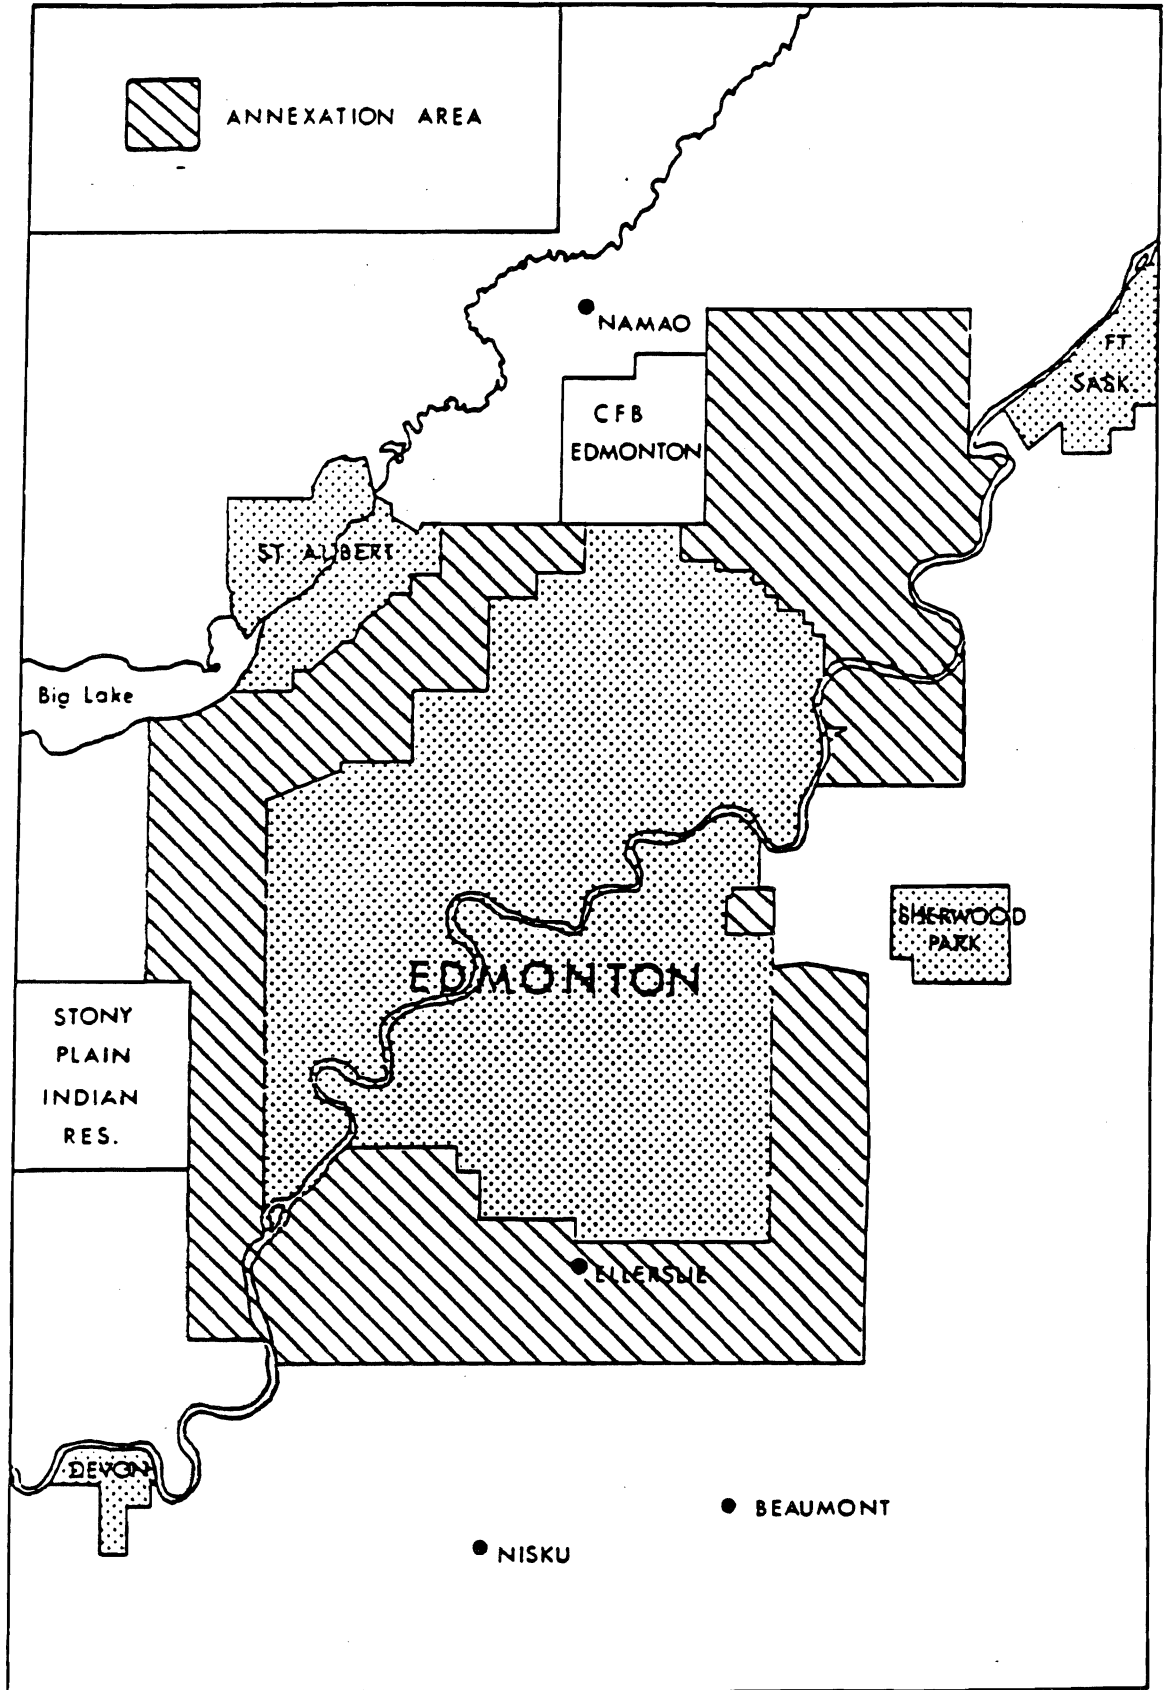 ANNEXATION AREA
NAMAO
FT
SASK.
CFB
EDMONTON
ST. ALBERT
Big Lake
SHERWOOD
PARK
EDMONTON
STONY
PLAIN
INDIAN
RES.
ELLERSLIE
DEVON
BEAUMONT
NISKU